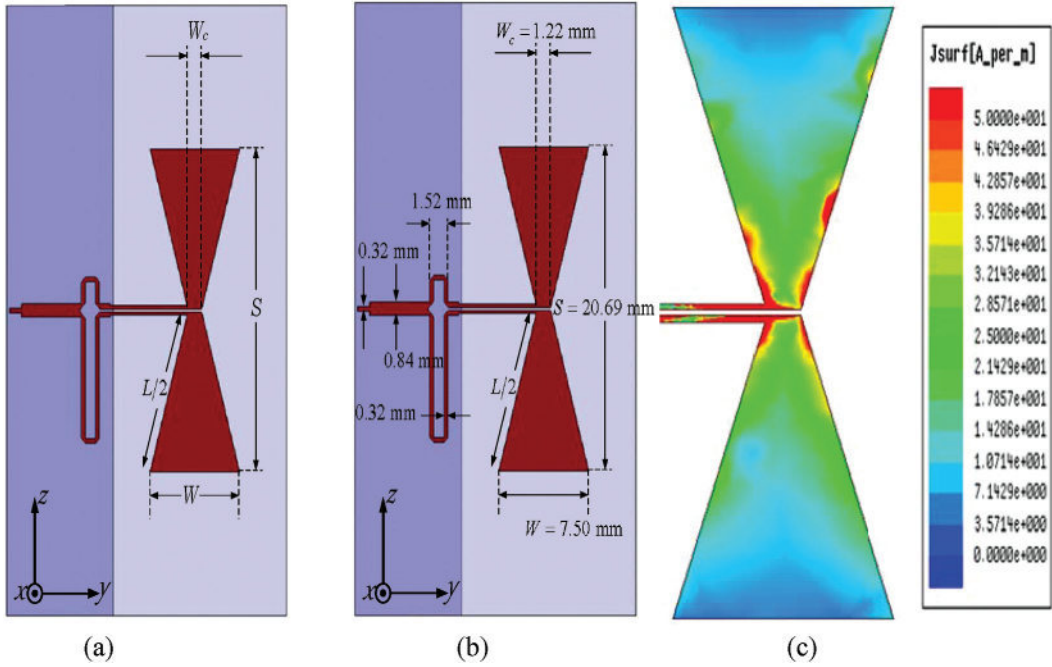 W_c
S
L/2
W
z
x
y
(a)
W_c = 1.22 mm
1.52 mm
0.32 mm
S = 20.69 mm
0.84 mm
L/2
0.32 mm
W = 7.50 mm
z
x
y
(b)
(c)
Jsurf[A_per_m]
5.0000e+001
4.6429e+001
4.2857e+001
3.9286e+001
3.5714e+001
3.2143e+001
2.8571e+001
2.5000e+001
2.1429e+001
1.7857e+001
1.4286e+001
1.0714e+001
7.1429e+000
3.5714e+000
0.0000e+000